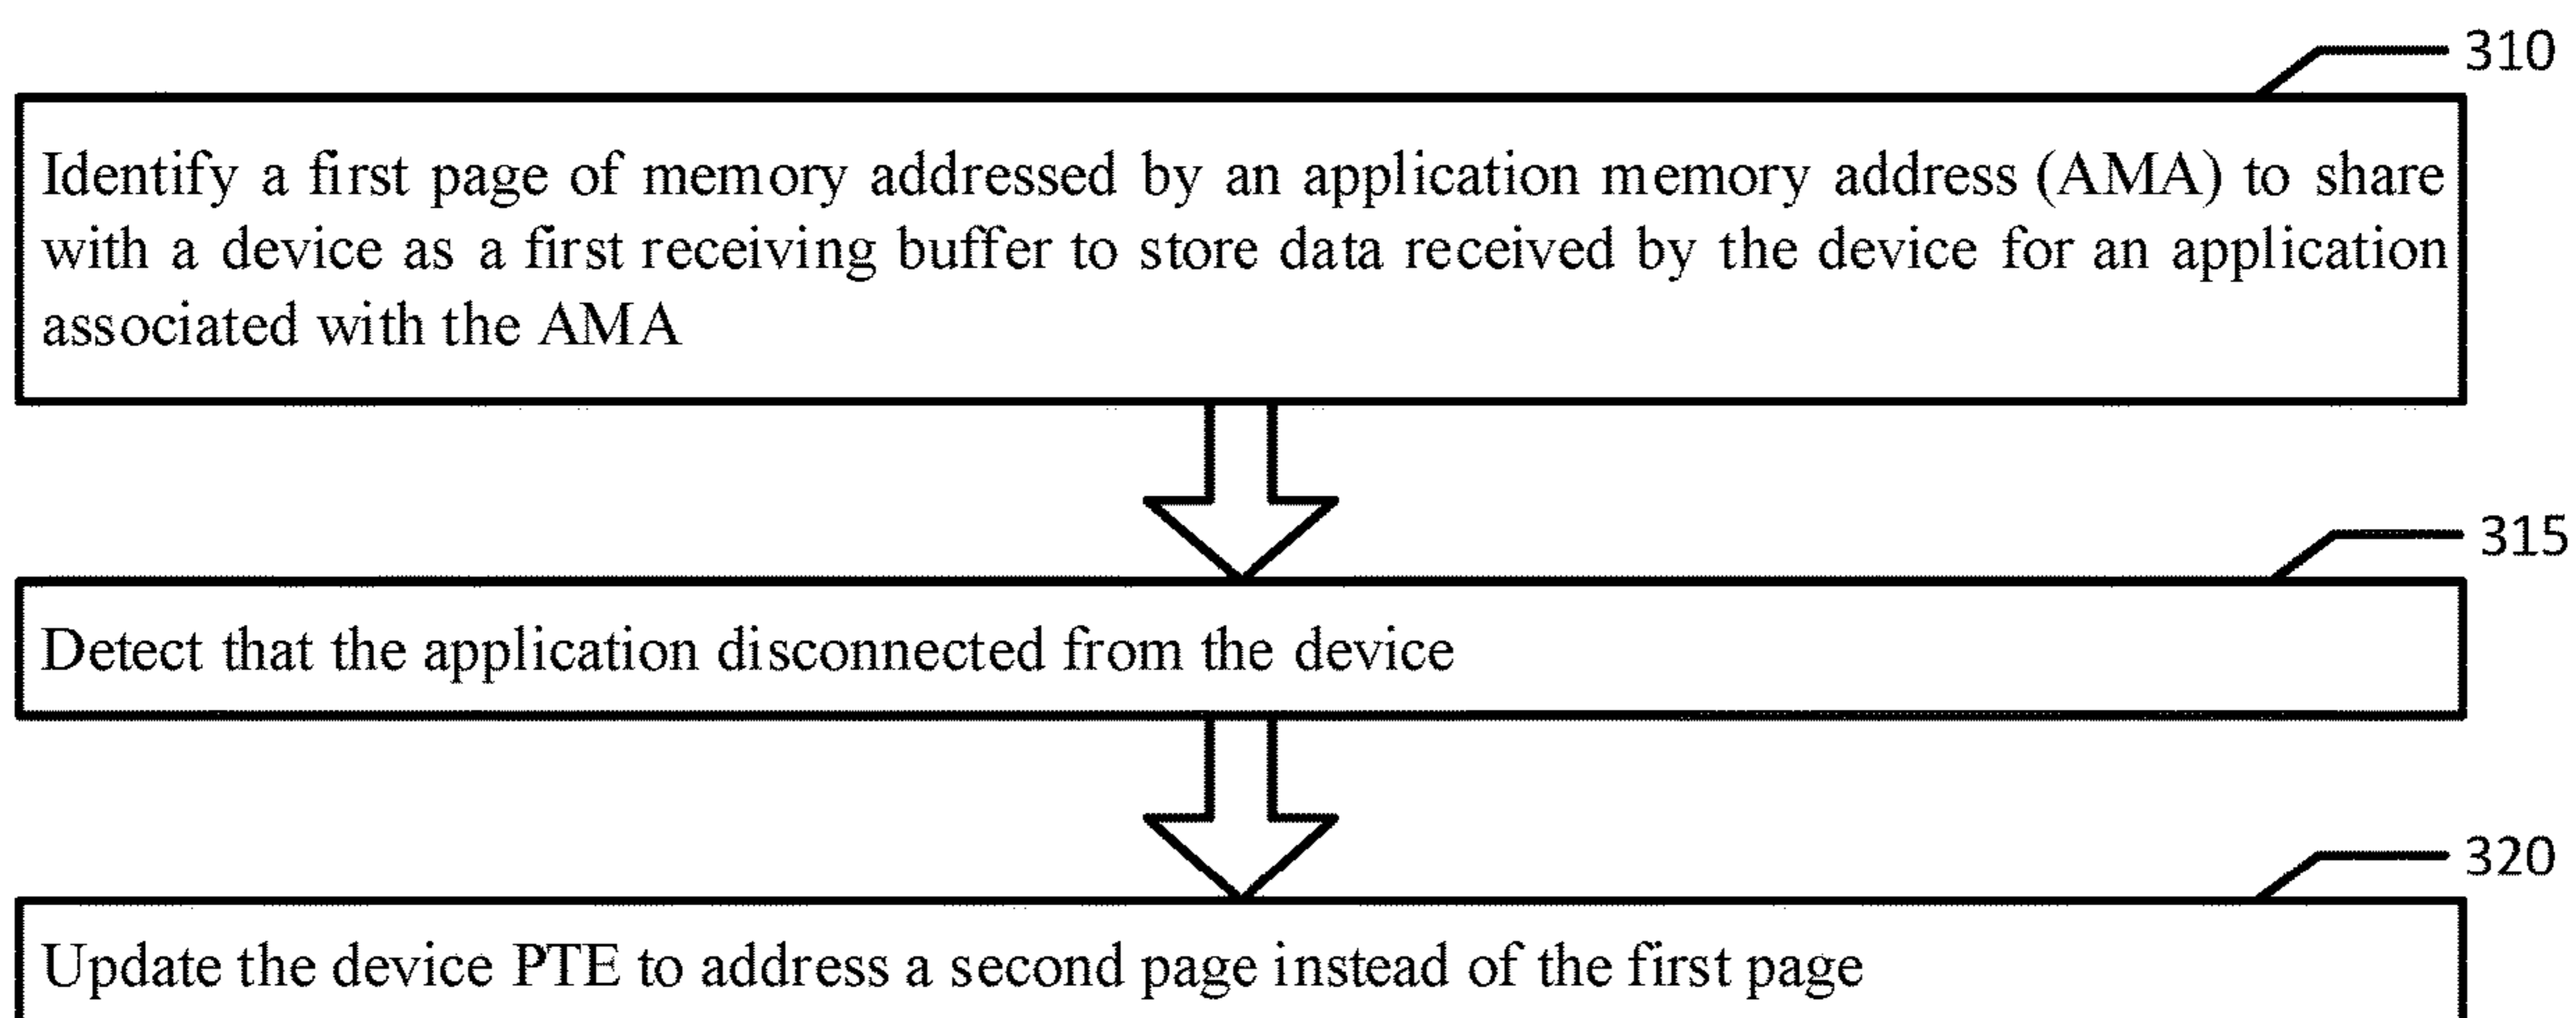 310
Identify a first page of memory addressed by an application memory address (AMA) to share
with a device as a first receiving buffer to store data received by the device for an application
associated with the AMA
315
Detect that the application disconnected from the device
320
Update the device PTE to address a second page instead of the first page